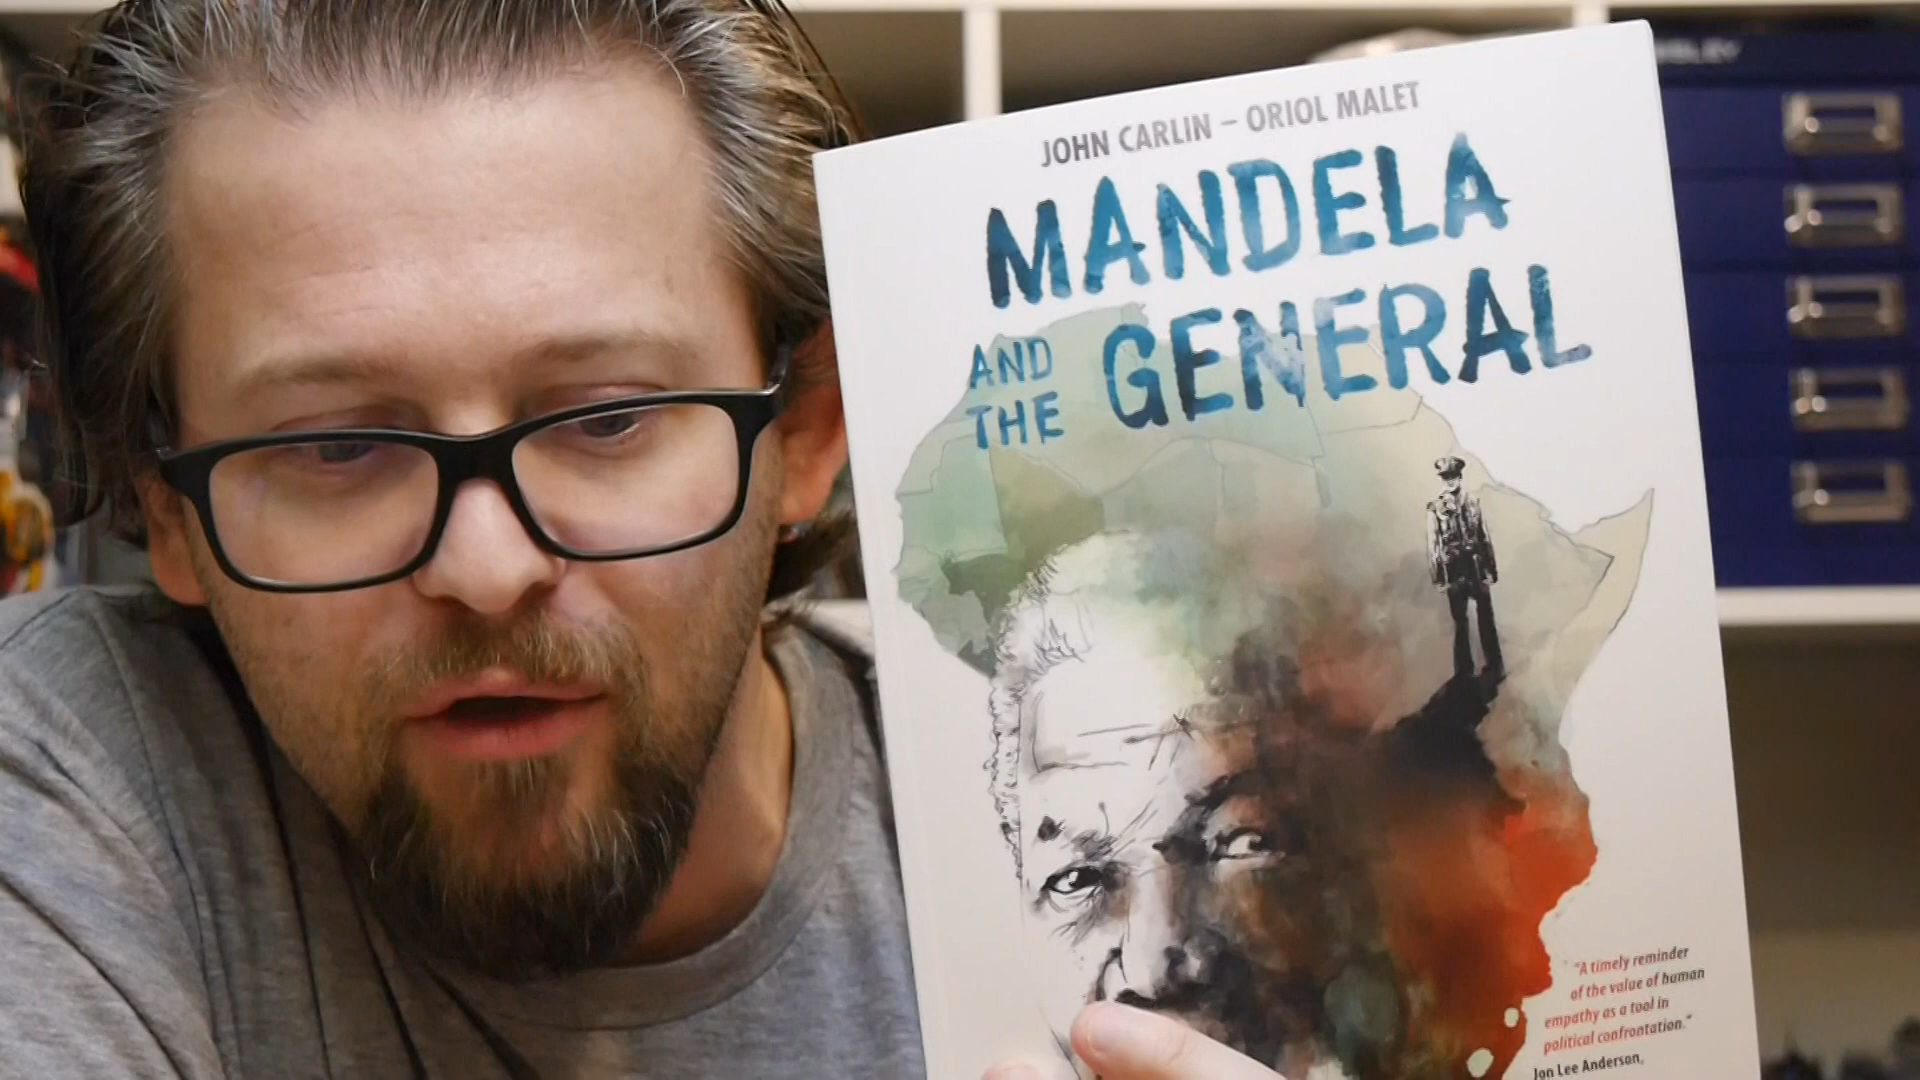 JOHN CARLIN – ORIOL MALET
MANDELA
AND THE GENERAL
"A timely reminder
of the value of human
empathy as a tool in
political confrontation."
Jon Lee Anderson,